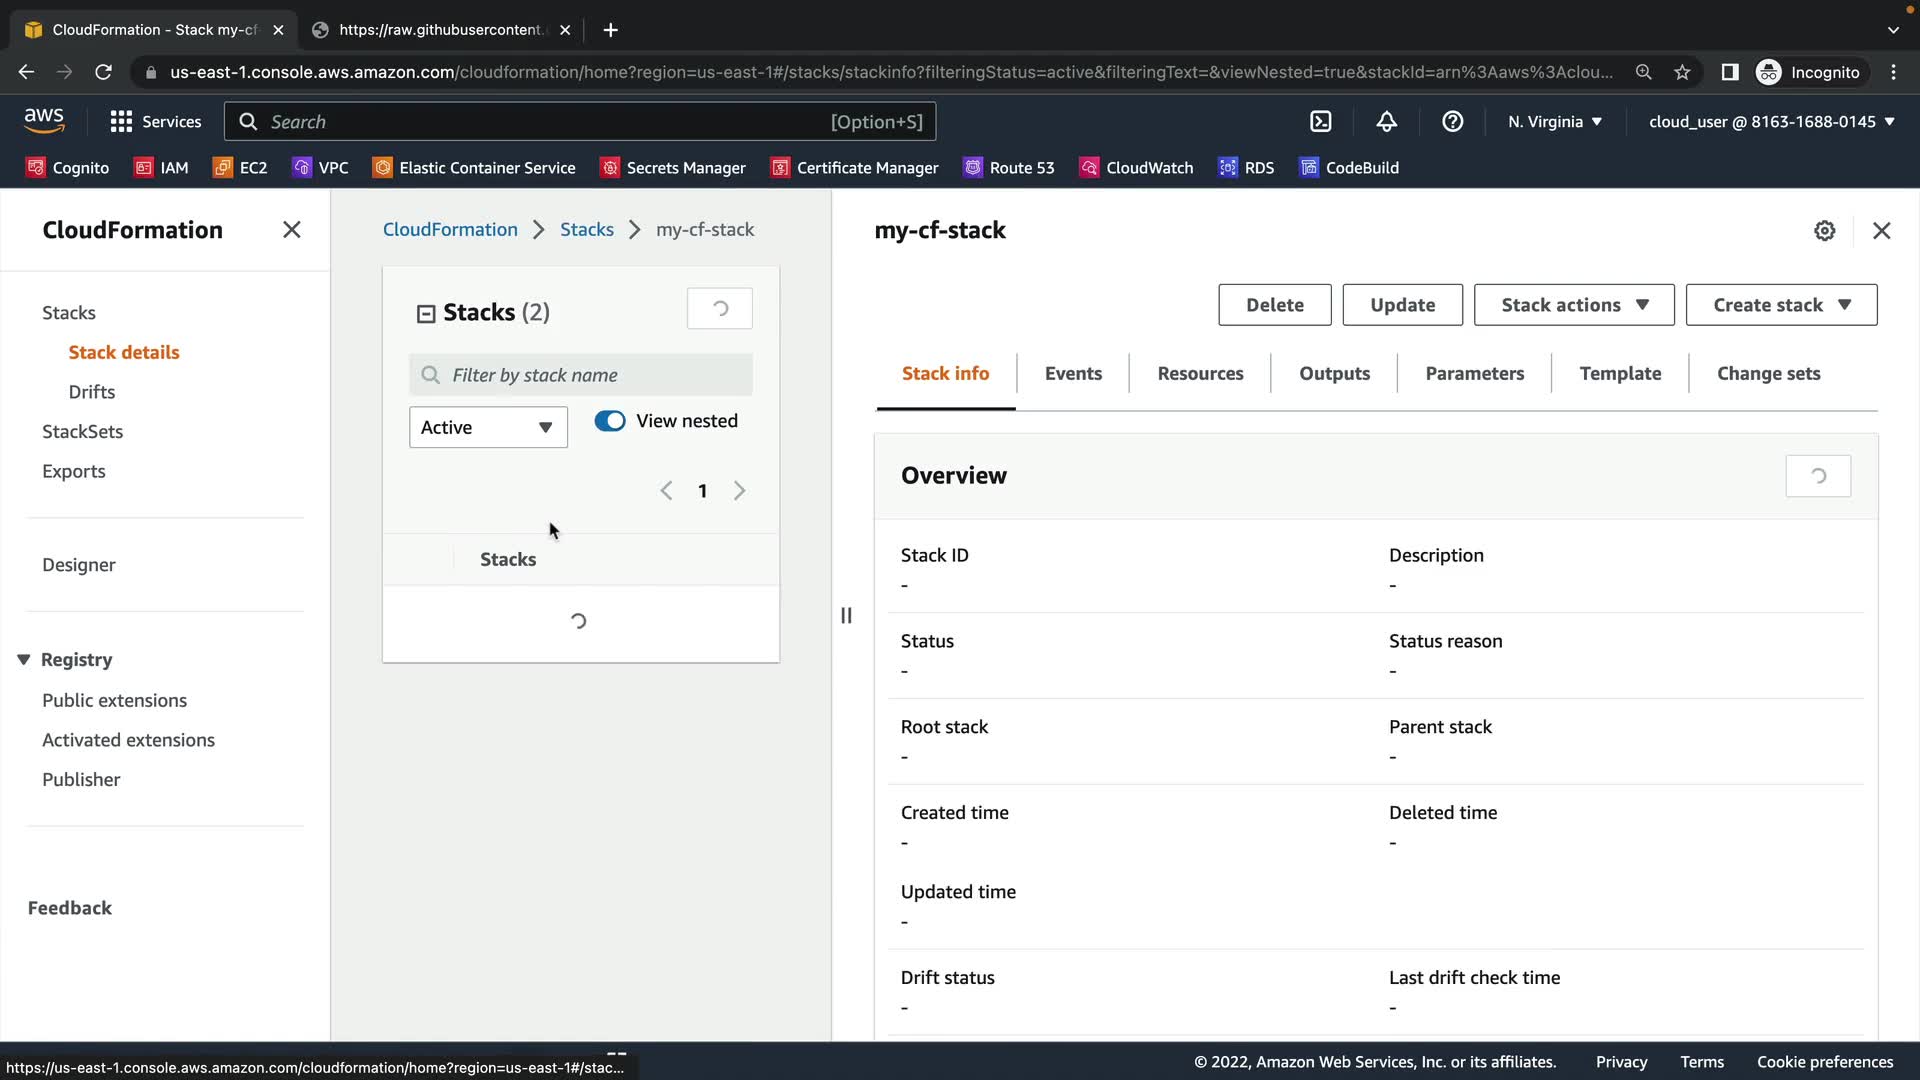 CloudFormation - Stack my-cf-
https://raw.githubusercontent.
us-east-1.console.aws.amazon.com/cloudformation/home?region=us-east-1#/stacks/stackinfo?filteringStatus=active&filteringText=&viewNested=true&stackId=arn%3Aaws%3Aclou...
Incognito
aws
Services
Search
[Option+S]
N. Virginia
cloud_user @ 8163-1688-0145
Cognito
IAM
EC2
VPC
Elastic Container Service
Secrets Manager
Certificate Manager
Route 53
CloudWatch
RDS
CodeBuild
CloudFormation
Stacks
Stack details
Drifts
StackSets
Exports
Designer
Registry
Public extensions
Activated extensions
Publisher
Feedback
CloudFormation
Stacks
my-cf-stack
Stacks (2)
Filter by stack name
Active
View nested
1
Stacks
my-cf-stack
Delete
Update
Stack actions
Create stack
Stack info
Events
Resources
Outputs
Parameters
Template
Change sets
Overview
Stack ID
-
Description
-
Status
-
Status reason
-
Root stack
-
Parent stack
-
Created time
-
Deleted time
-
Updated time
-
Drift status
-
Last drift check time
-
https://us-east-1.console.aws.amazon.com/cloudformation/home?region=us-east-1#/stac...
© 2022, Amazon Web Services, Inc. or its affiliates.
Privacy
Terms
Cookie preferences